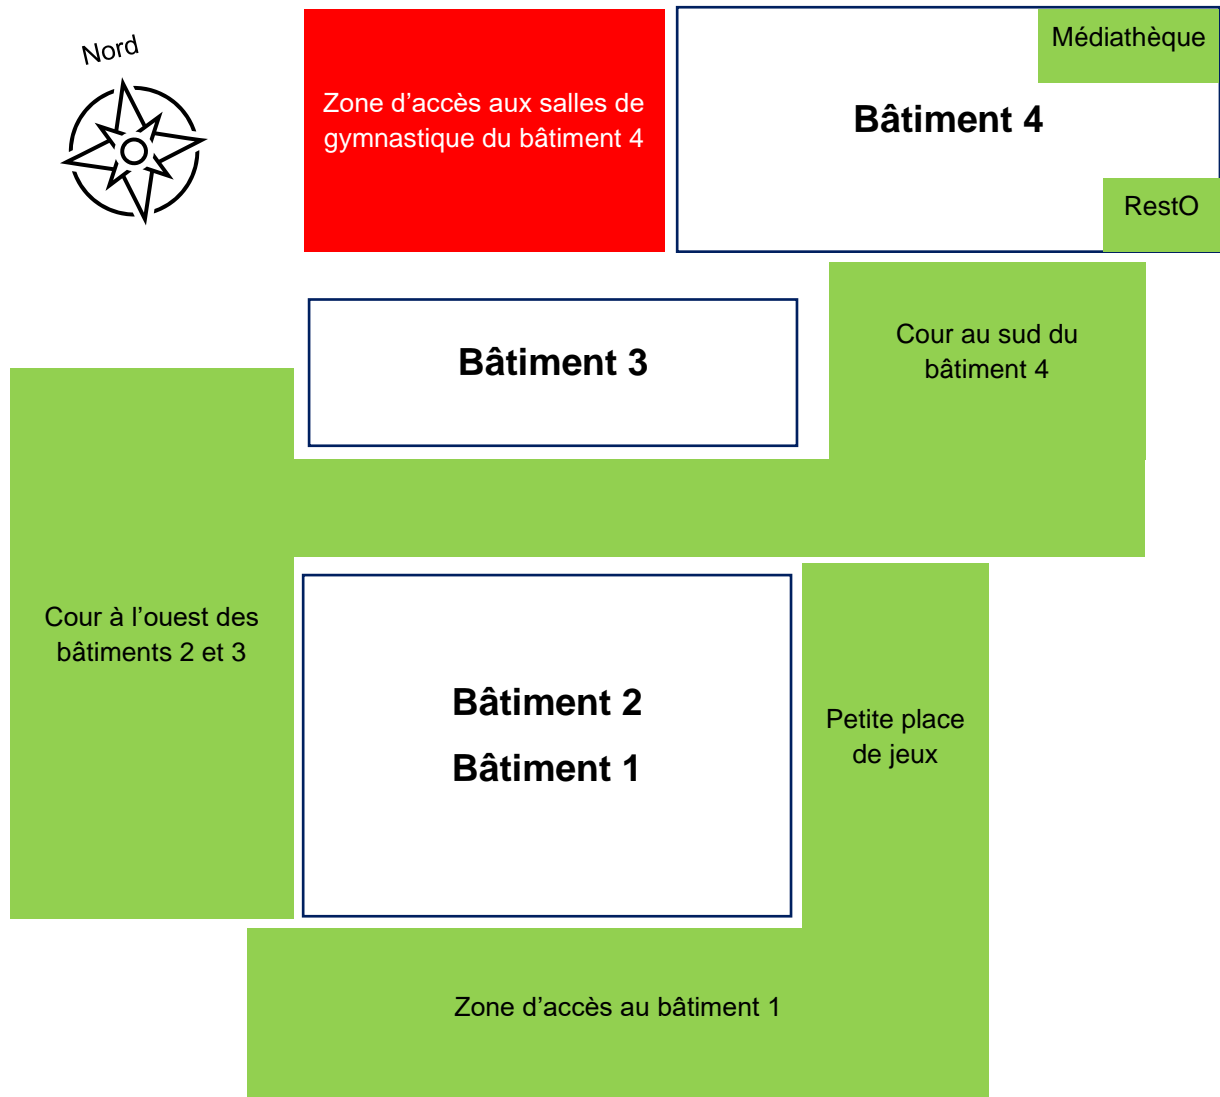 Nord
Zone d’accès aux salles de
gymnastique du bâtiment 4
Médiathèque
Bâtiment 4
RestO
Bâtiment 3
Cour au sud du
bâtiment 4
Cour à l’ouest des
bâtiments 2 et 3
Bâtiment 2
Bâtiment 1
Petite place
de jeux
Zone d’accès au bâtiment 1